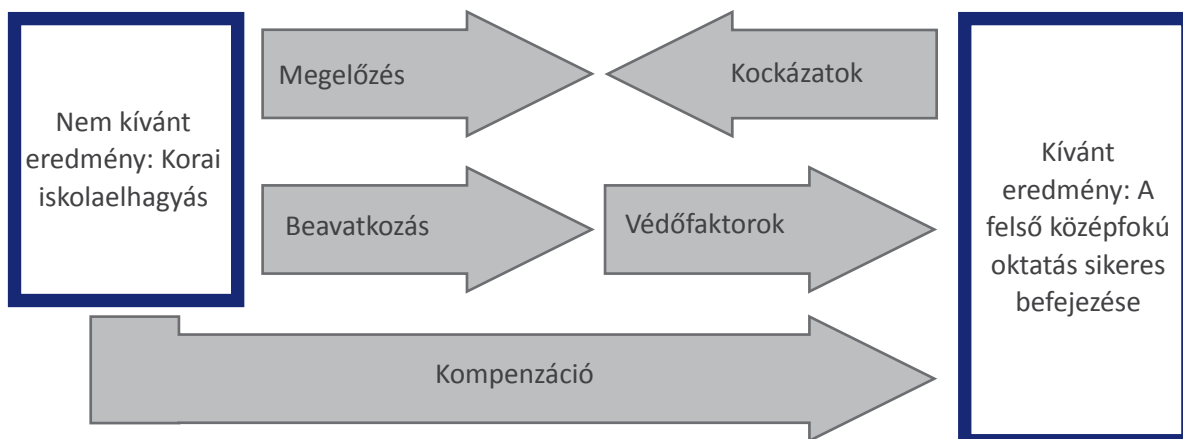 Nem kívánt
eredmény: Korai
iskolaelhagyás
Megelőzés
Kockázatok
Beavatkozás
Védőfaktorok
Kompenzáció
Kívánt
eredmény: A
felső középfokú
oktatás sikeres
befejezése